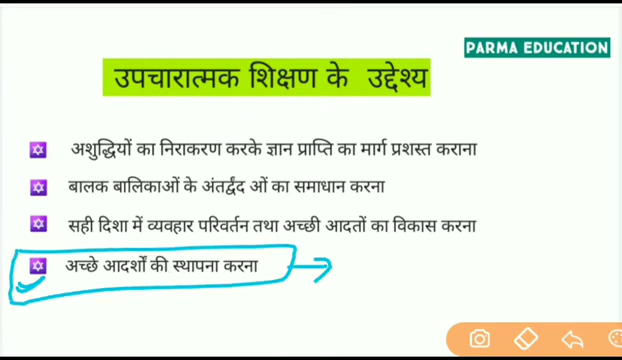 PARMA EDUCATION
उपचारात्मक शिक्षण के उद्देश्य
अशुद्धियों का निराकरण करके ज्ञान प्राप्ति का मार्ग प्रशस्त कराना
बालक बालिकाओं के अंतर्द्वंद ओं का समाधान करना
सही दिशा में व्यवहार परिवर्तन तथा अच्छी आदतों का विकास करना
अच्छे आदर्शों की स्थापना करना